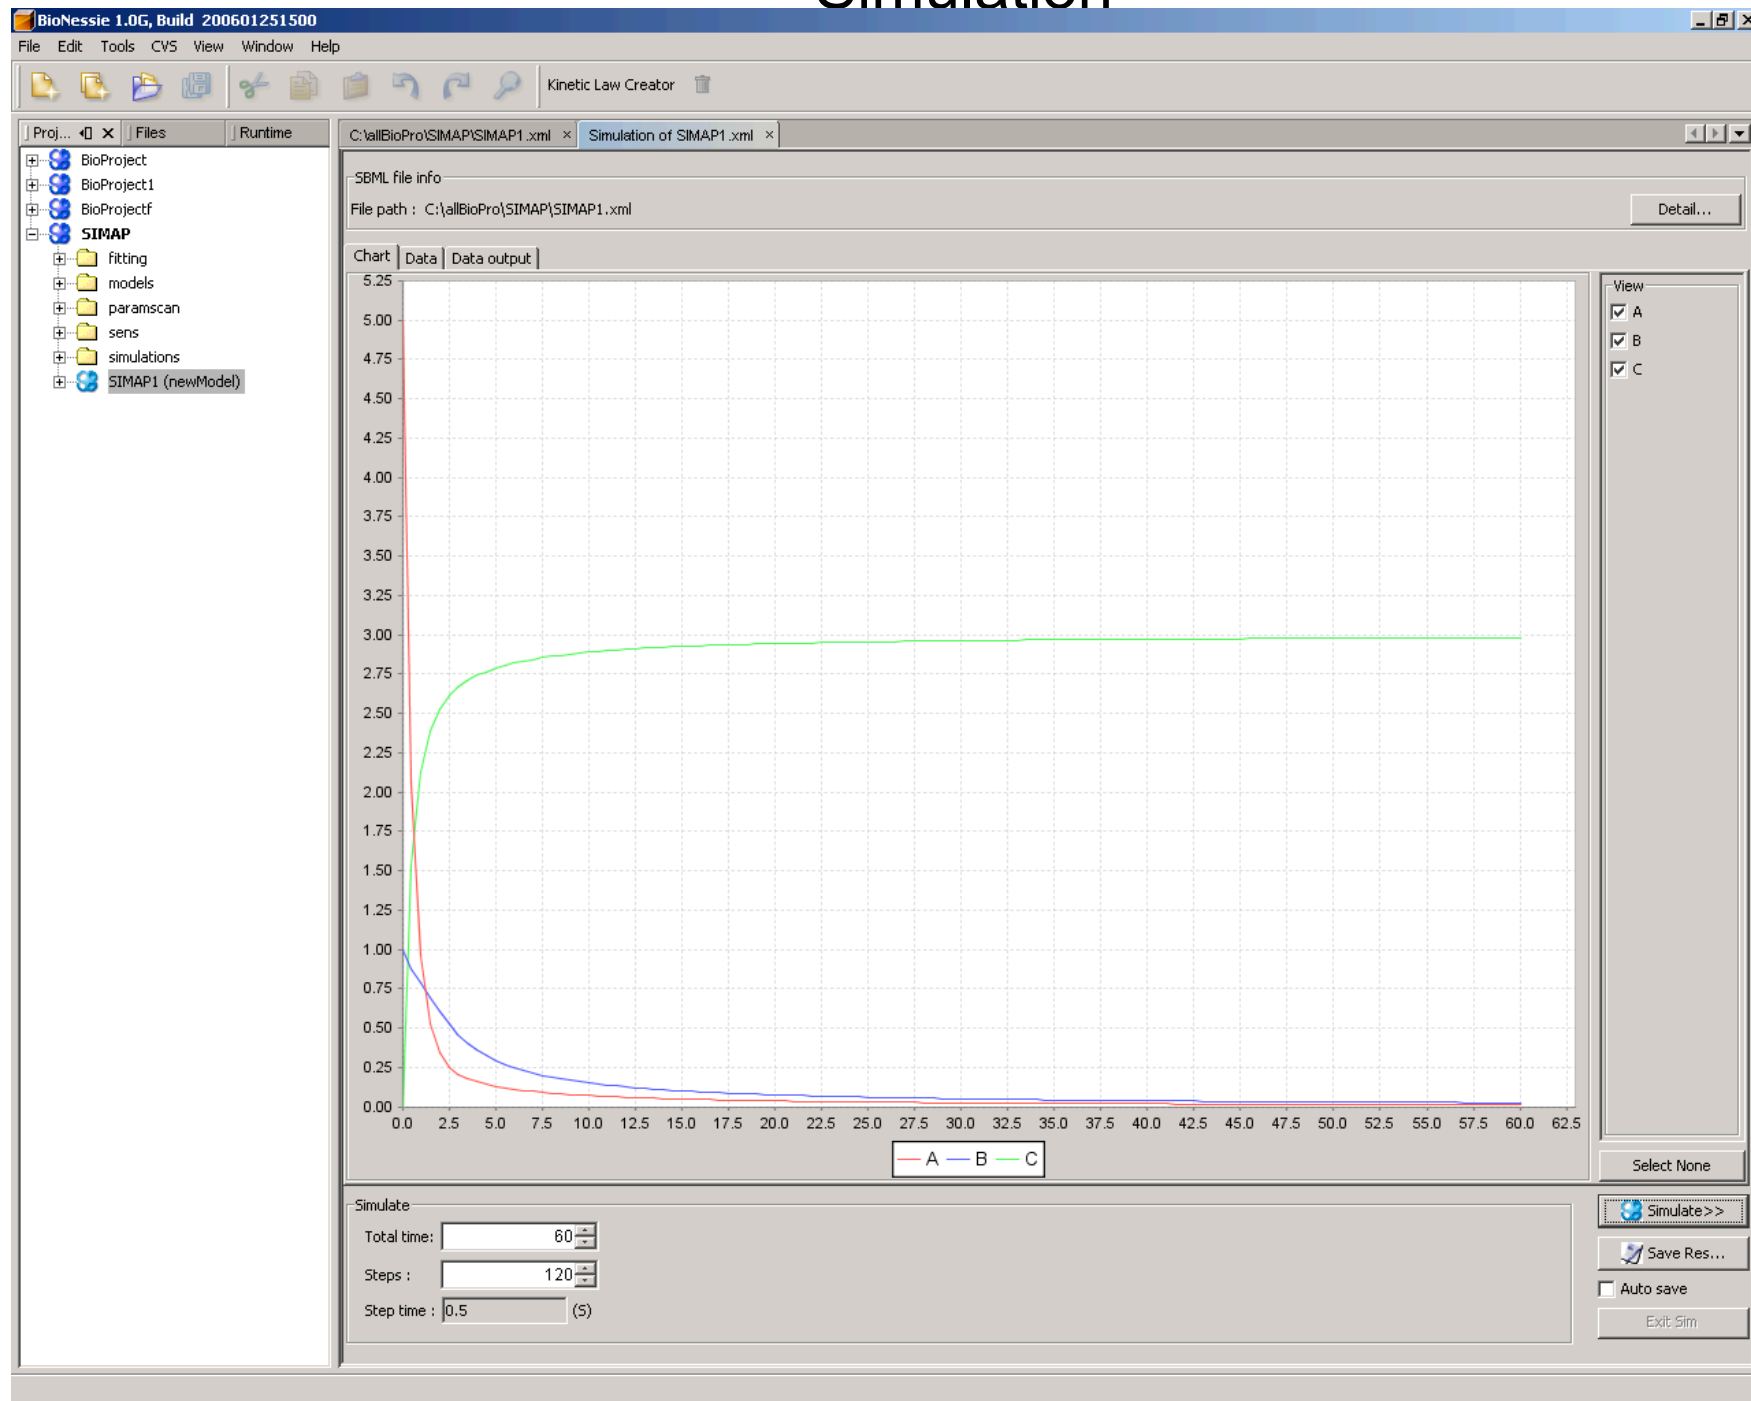 Simulation
BioNessie 1.0G, Build 200601251500
File Edit Tools CVS View Window Help
Kinetic Law Creator
Proj... Files Runtime
C:\allBioPro\SIMAP\SIMAP1.xml × Simulation of SIMAP1.xml ×
BioProject
BioProject1
BioProjectf
SIMAP
fitting
models
paramscan
sens
simulations
SIMAP1 (newModel)
SBML file info
File path : C:\allBioPro\SIMAP\SIMAP1.xml
Detail...
Chart Data Data output
5.25
5.00
4.75
4.50
4.25
4.00
3.75
3.50
3.25
3.00
2.75
2.50
2.25
2.00
1.75
1.50
1.25
1.00
0.75
0.50
0.25
0.00
0.0 2.5 5.0 7.5 10.0 12.5 15.0 17.5 20.0 22.5 25.0 27.5 30.0 32.5 35.0 37.5 40.0 42.5 45.0 47.5 50.0 52.5 55.0 57.5 60.0 62.5
A B C
View
A
B
C
Select None
Simulate
Total time: 60
Steps : 120
Step time : 0.5 (S)
Simulate>>
Save Res...
Auto save
Exit Sim